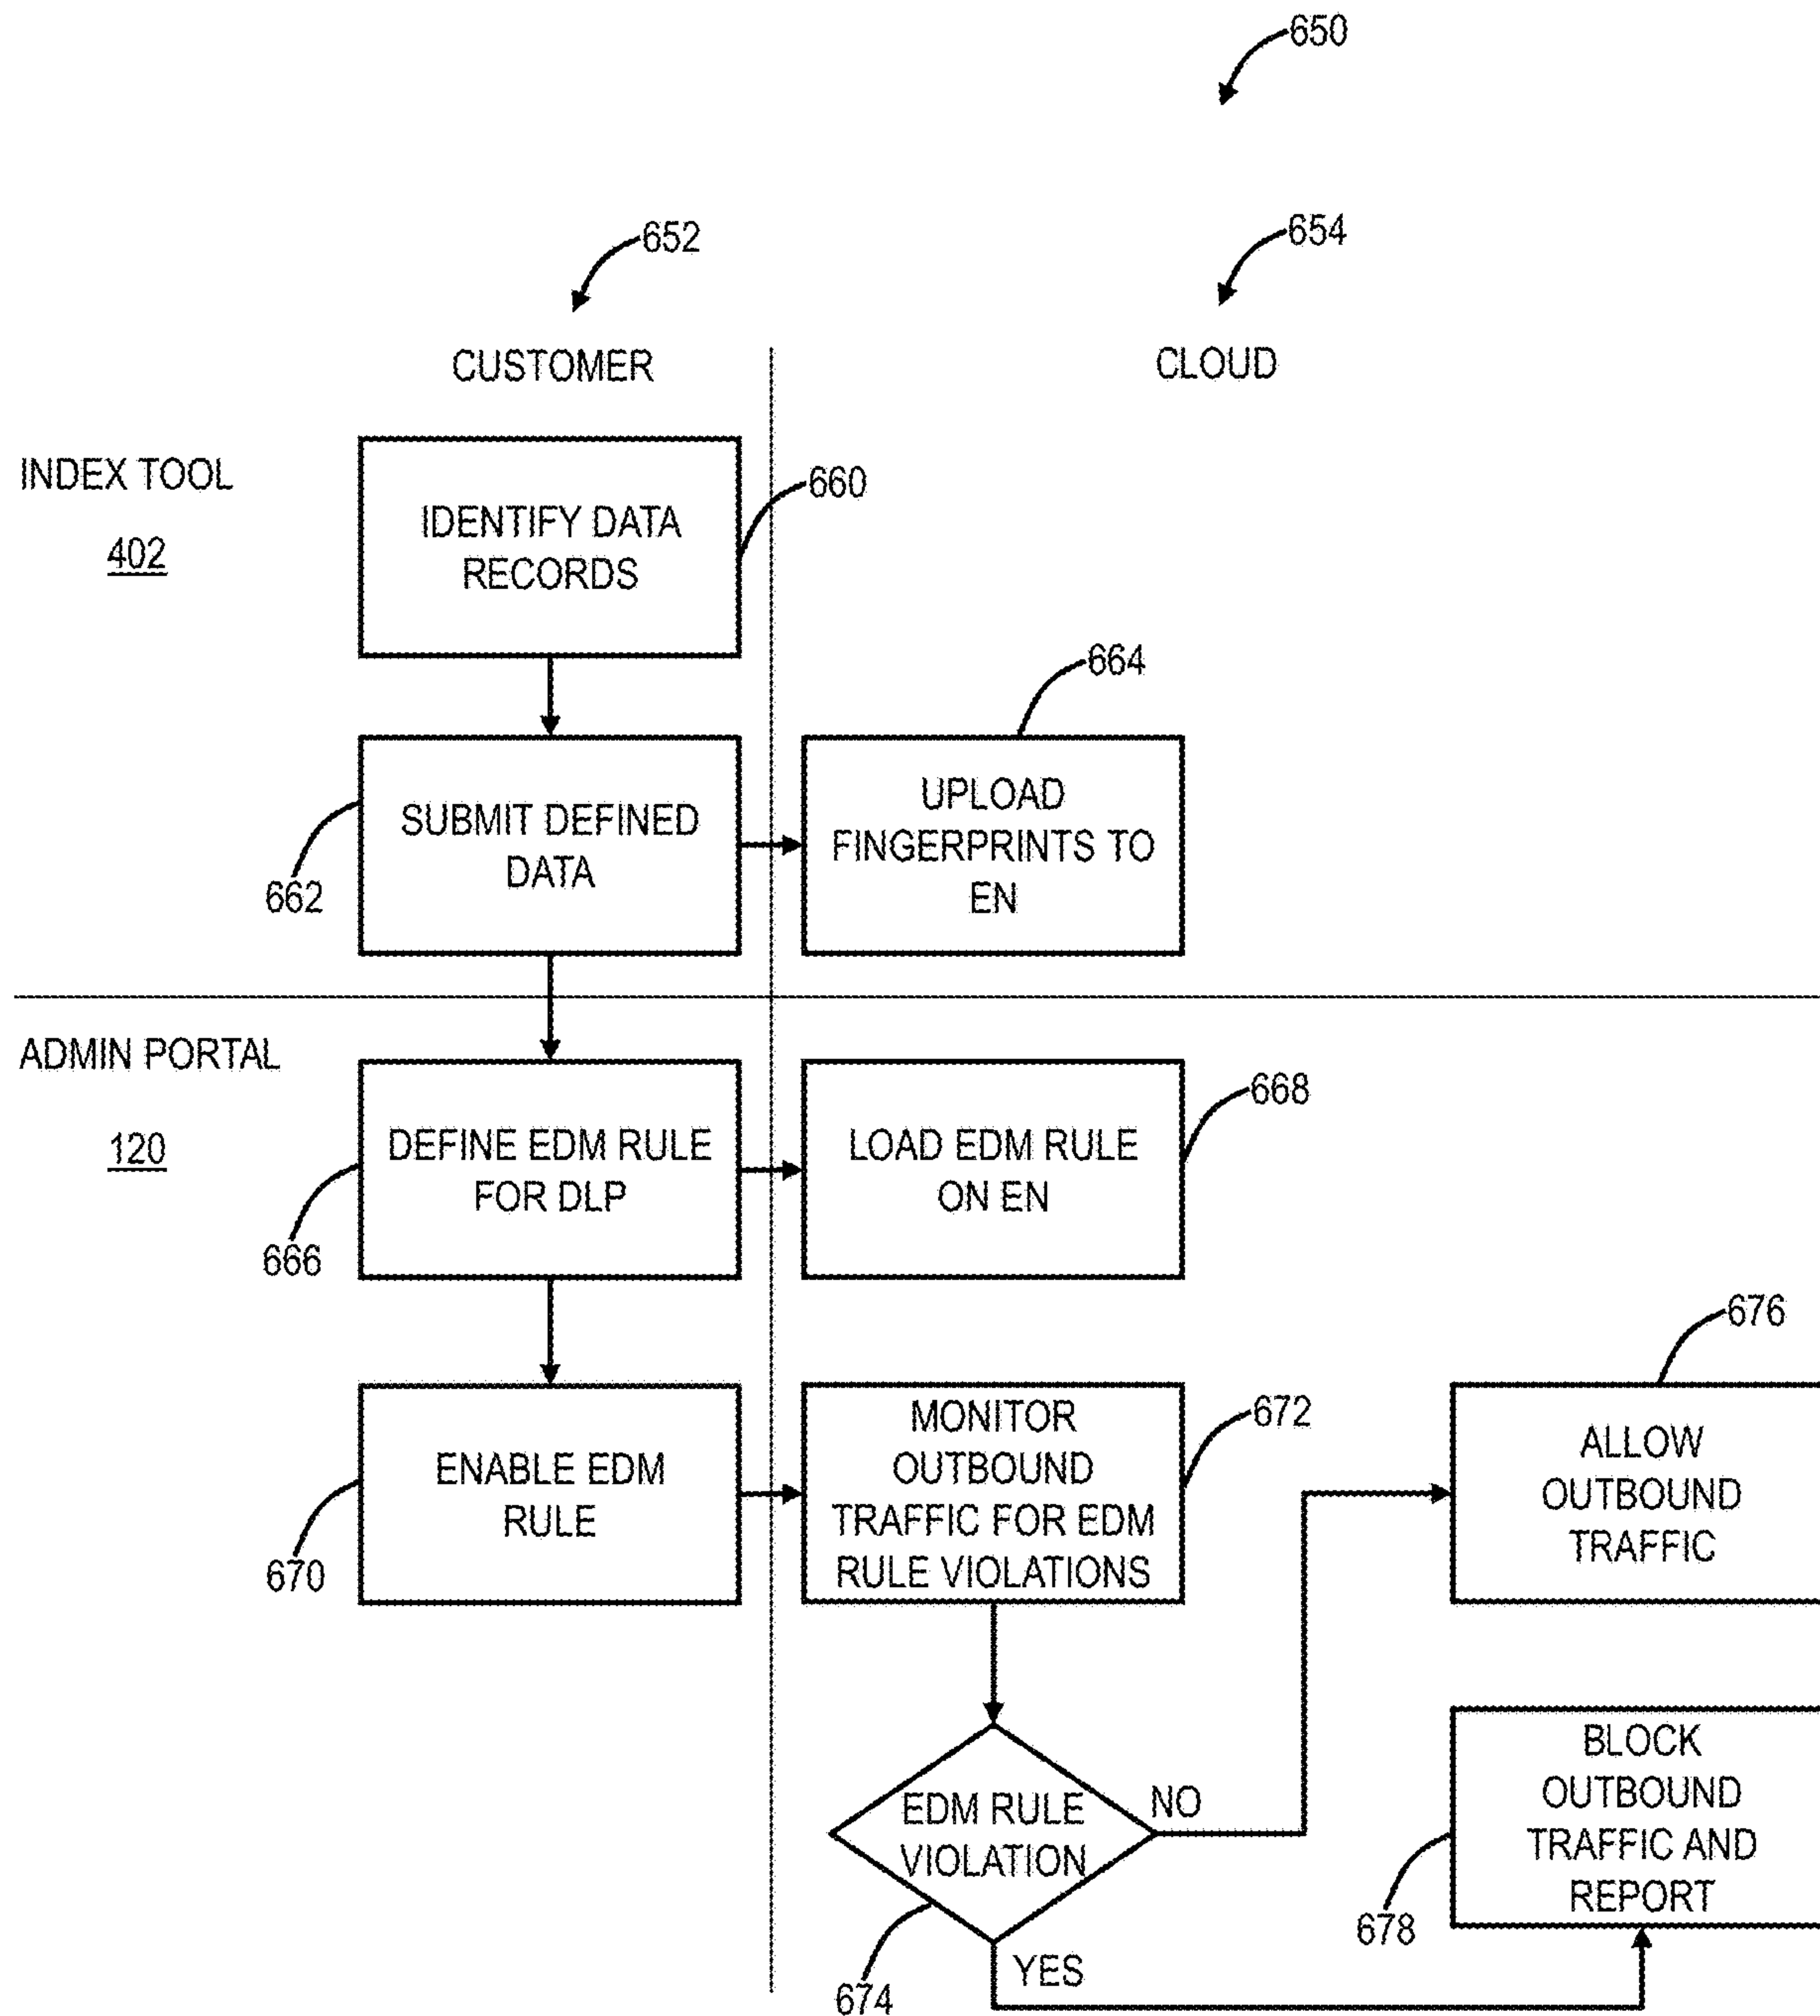 650
652
654
CUSTOMER
CLOUD
INDEX TOOL
402
IDENTIFY DATA
RECORDS
660
664
SUBMIT DEFINED
DATA
662
UPLOAD
FINGERPRINTS TO
EN
ADMIN PORTAL
120
DEFINE EDM RULE
FOR DLP
666
LOAD EDM RULE
ON EN
668
676
ENABLE EDM
RULE
670
MONITOR
OUTBOUND
TRAFFIC FOR EDM
RULE VIOLATIONS
672
ALLOW
OUTBOUND
TRAFFIC
EDM RULE
VIOLATION
NO
674
YES
BLOCK
OUTBOUND
TRAFFIC AND
REPORT
678